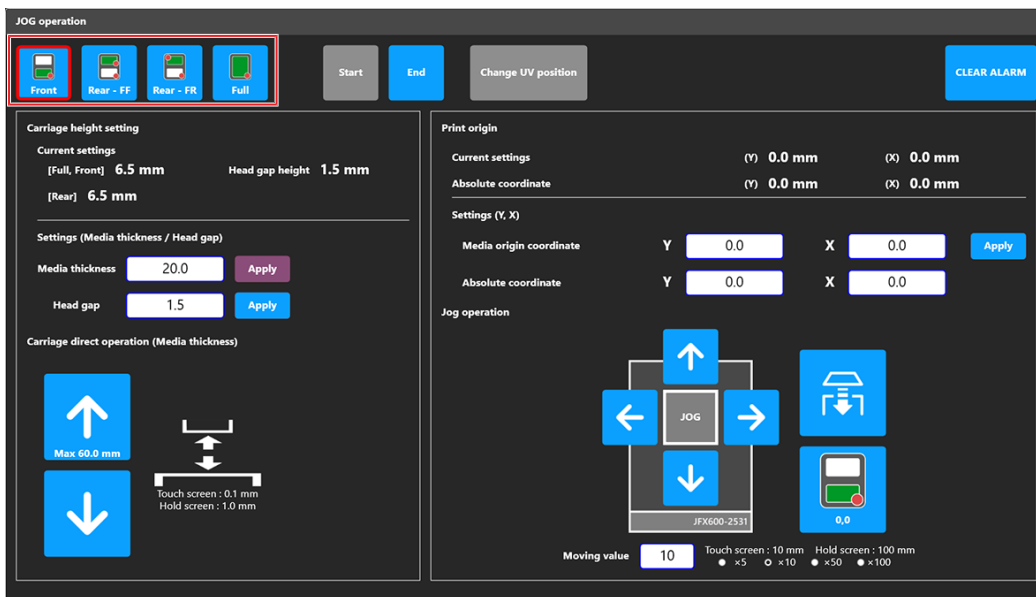 JOG operation
Front Rear - FF Rear - FR Full Start End Change UV position CLEAR ALARM
Carriage height setting
Current settings
[Full, Front] 6.5 mm Head gap height 1.5 mm
[Rear] 6.5 mm
Settings (Media thickness / Head gap)
Media thickness 20.0 Apply
Head gap 1.5 Apply
Carriage direct operation (Media thickness)
Max 60.0 mm
Touch screen : 0.1 mm
Hold screen : 1.0 mm
Print origin
Current settings (Y) 0.0 mm (X) 0.0 mm
Absolute coordinate (Y) 0.0 mm (X) 0.0 mm
Settings (Y, X)
Media origin coordinate Y 0.0 X 0.0 Apply
Absolute coordinate Y 0.0 X 0.0
Jog operation
JOG
JFX600-2531
0,0
Moving value 10 Touch screen : 10 mm Hold screen : 100 mm
×5 ×10 ×50 ×100